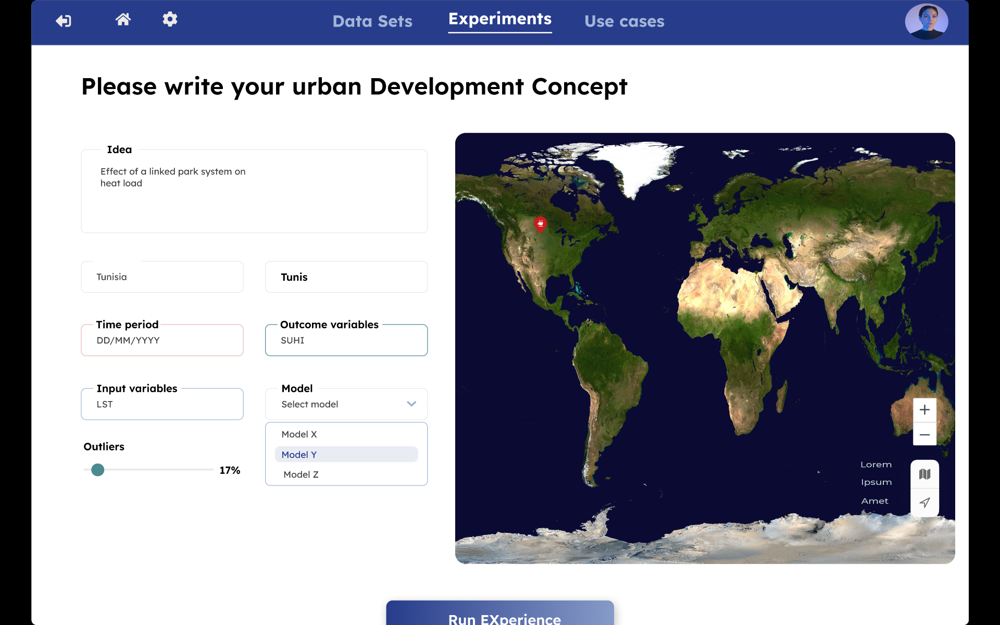 Data Sets
Experiments
Use cases
Please write your urban Development Concept
Idea
Effect of a linked park system on
heat load
Tunisia
Tunis
Time period
DD/MM/YYYY
Outcome variables
SUHI
Input variables
LST
Model
Select model
Model X
Model Y
Model Z
Outliers
17%
Lorem
Ipsum
Amet
Run EXperience